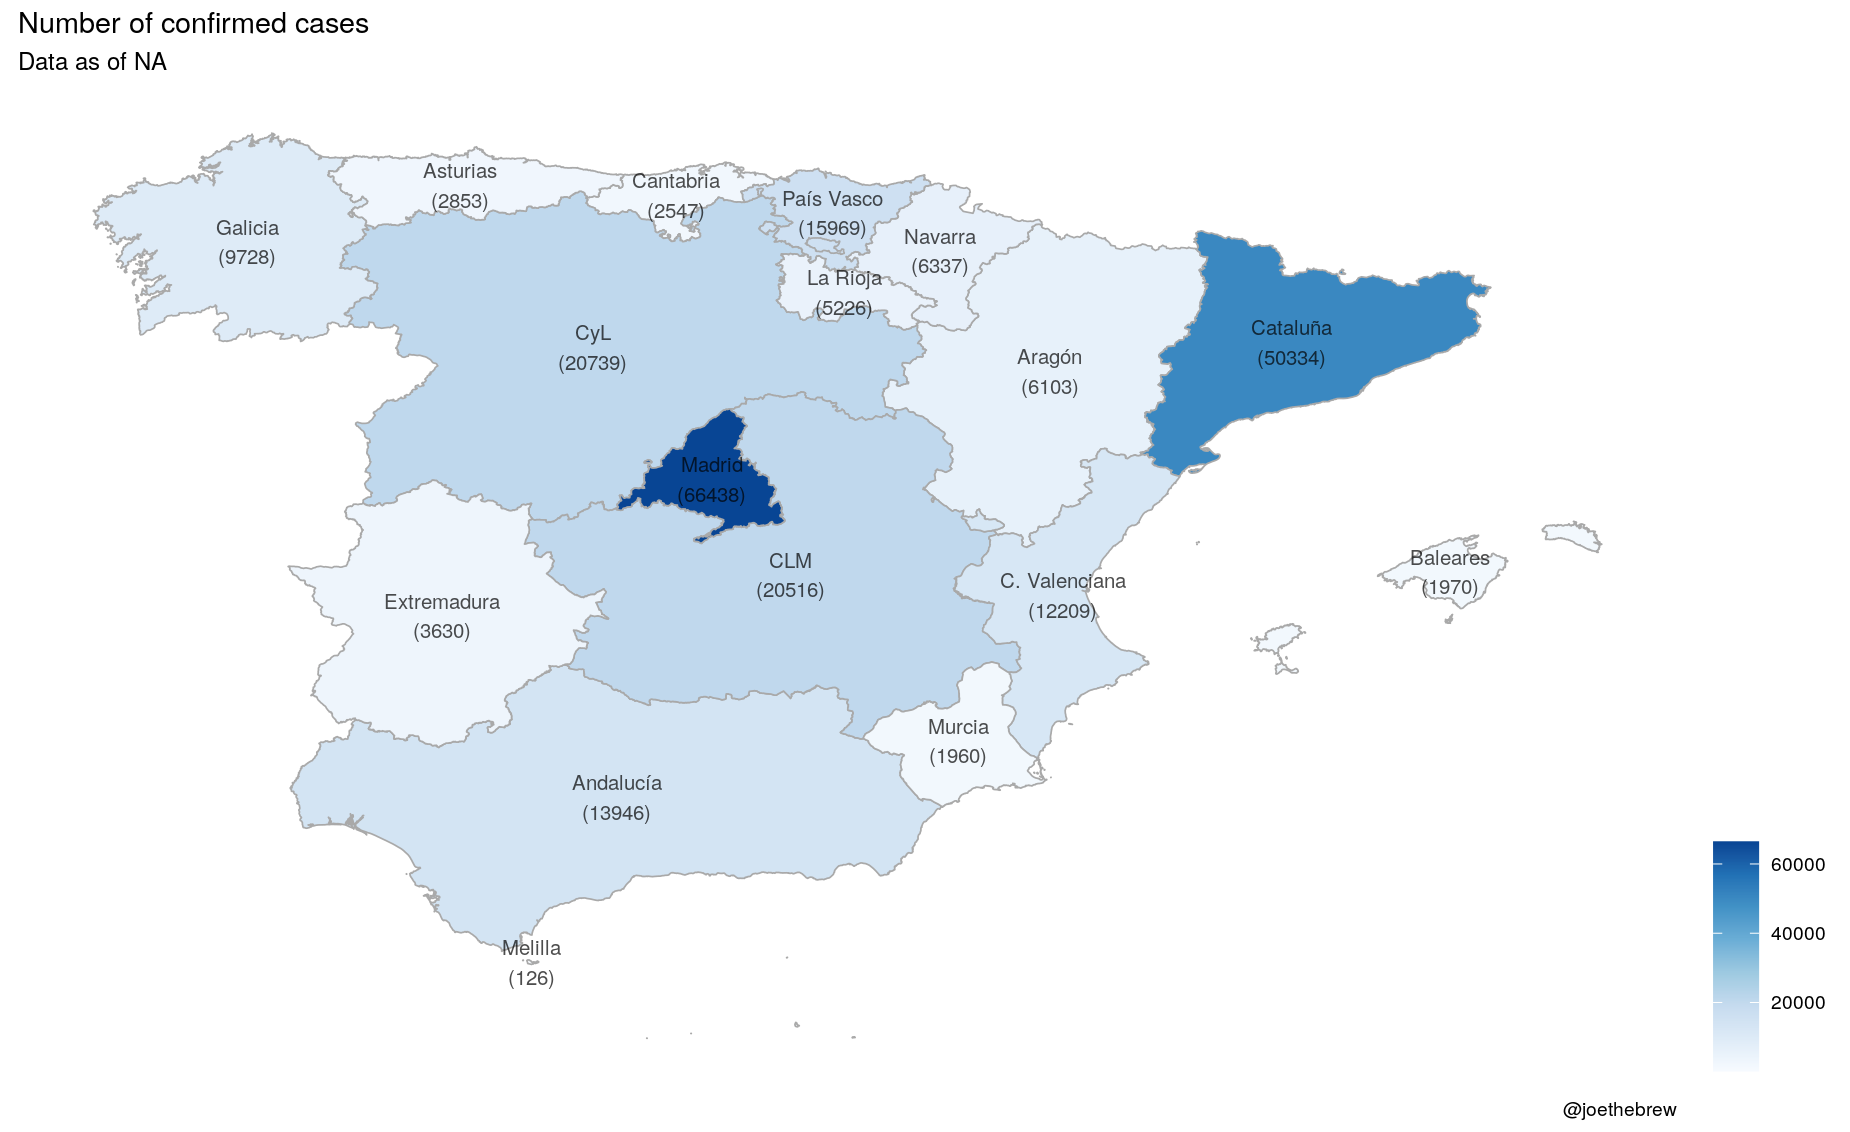 Number of confirmed cases
Data as of NA
Asturias
(2853)
Cantabria
(2547)
País Vasco
(15969)
Galicia
(9728)
Navarra
(6337)
La Rioja
(5226)
CyL
(20739)
Aragón
(6103)
Cataluña
(50334)
Madrid
(66438)
CLM
(20516)
C. Valenciana
(12209)
Baleares
(1970)
Extremadura
(3630)
Murcia
(1960)
Andalucía
(13946)
Melilla
(126)
60000
40000
20000
@joethebrew